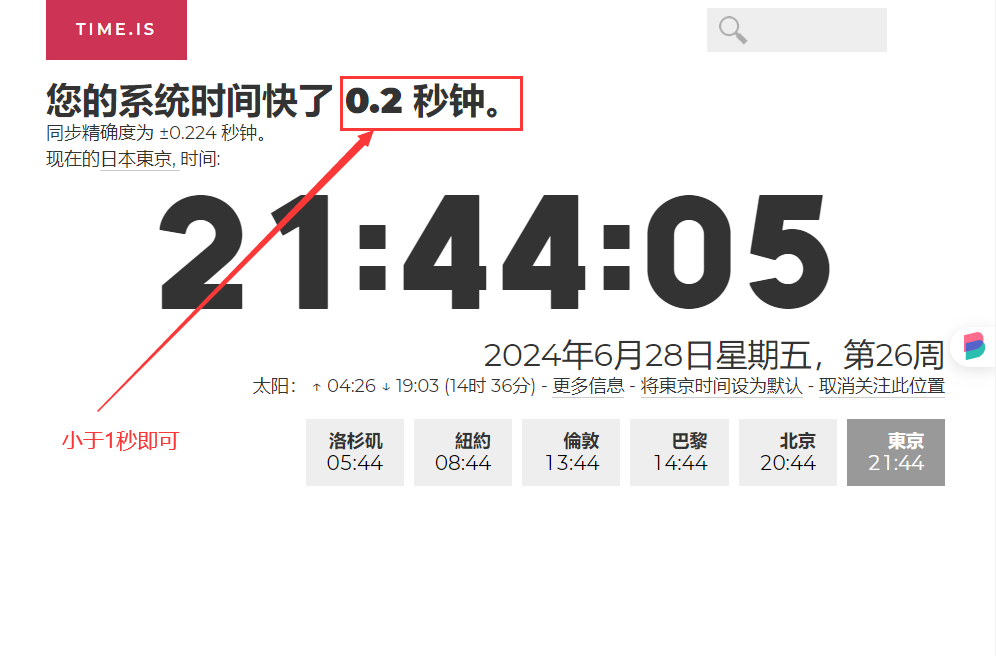 TIME.IS
您的系统时间快了 0.2 秒钟。
同步精确度为 ±0.224 秒钟。
现在的日本東京, 时间:
21:44:05
2024年6月28日星期五，第26周
太阳： ↑ 04:26 ↓ 19:03 (14时 36分) - 更多信息 - 将東京时间设为默认 - 取消关注此位置
小于1秒即可
洛杉矶 紐約 倫敦 巴黎 北京 東京
05:44 08:44 13:44 14:44 20:44 21:44